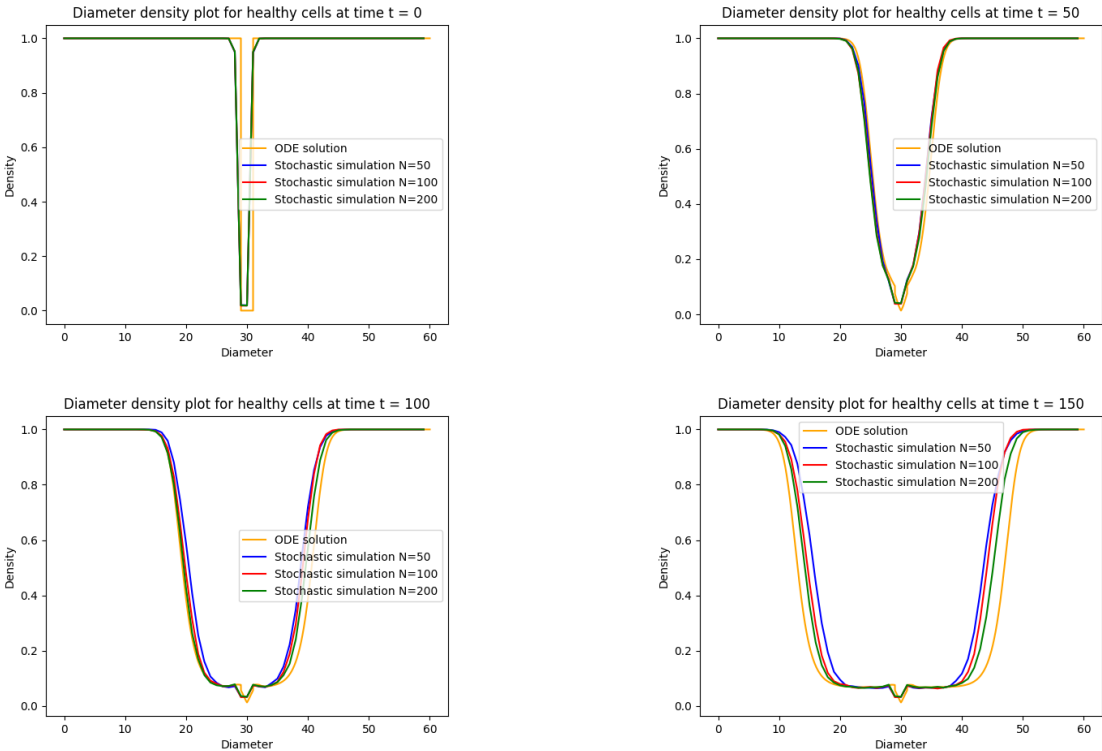 Diameter density plot for healthy cells at time t = 0
1.0
0.8
0.6
0.4
0.2
0.0
Density
ODE solution
Stochastic simulation N=50
Stochastic simulation N=100
Stochastic simulation N=200
0 10 20 30 40 50 60
Diameter
Diameter density plot for healthy cells at time t = 50
1.0
0.8
0.6
0.4
0.2
0.0
Density
ODE solution
Stochastic simulation N=50
Stochastic simulation N=100
Stochastic simulation N=200
0 10 20 30 40 50 60
Diameter
Diameter density plot for healthy cells at time t = 100
1.0
0.8
0.6
0.4
0.2
0.0
Density
ODE solution
Stochastic simulation N=50
Stochastic simulation N=100
Stochastic simulation N=200
0 10 20 30 40 50 60
Diameter
Diameter density plot for healthy cells at time t = 150
1.0
0.8
0.6
0.4
0.2
0.0
Density
ODE solution
Stochastic simulation N=50
Stochastic simulation N=100
Stochastic simulation N=200
0 10 20 30 40 50 60
Diameter